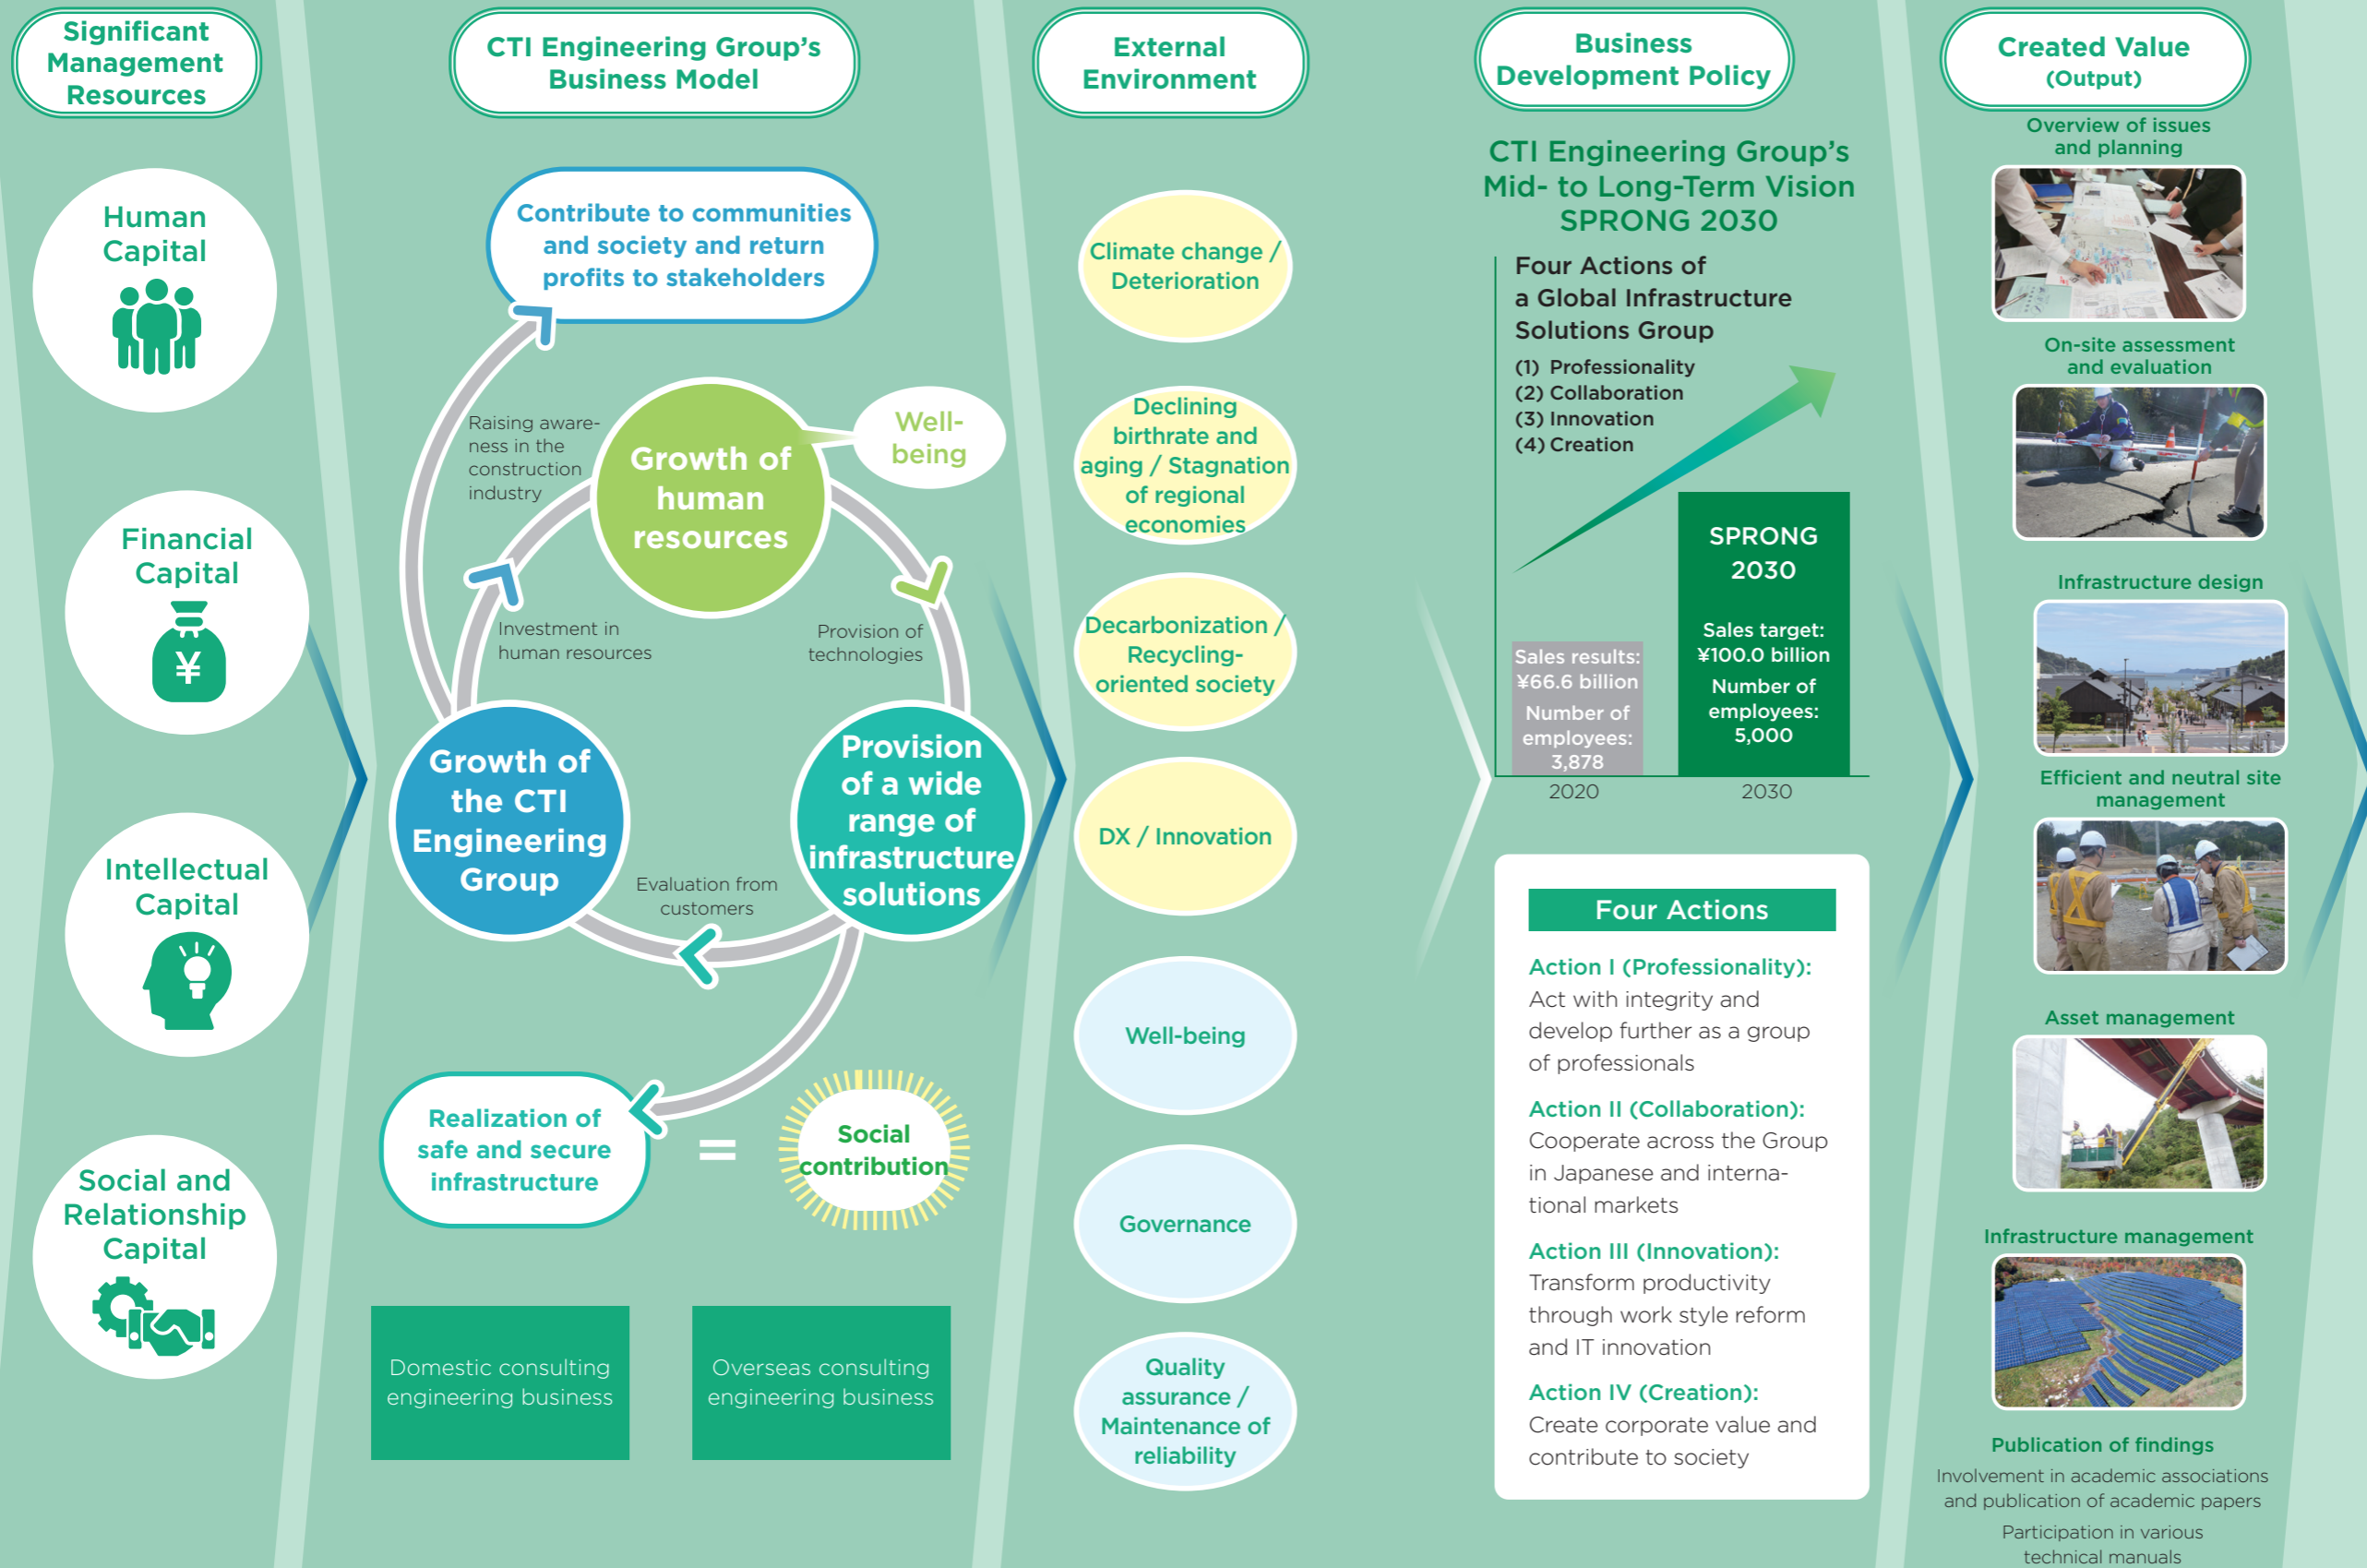 Significant
Management
Resources
Human
Capital
Financial
Capital
¥
Intellectual
Capital
Social and
Relationship
Capital
CTI Engineering Group's
Business Model
Contribute to communities
and society and return
profits to stakeholders
Raising aware-
ness in the
construction
industry
Growth of
human
resources
Well-
being
Investment in
human resources
Provision of
technologies
Growth of
the CTI
Engineering
Group
Provision
of a wide
range of
infrastructure
solutions
Evaluation from
customers
Realization of
safe and secure
infrastructure
=
Social
contribution
Domestic consulting
engineering business
Overseas consulting
engineering business
External
Environment
Climate change /
Deterioration
Declining
birthrate and
aging / Stagnation
of regional
economies
Decarbonization /
Recycling-
oriented society
DX / Innovation
Well-being
Governance
Quality
assurance /
Maintenance of
reliability
Business
Development Policy
CTI Engineering Group's
Mid- to Long-Term Vision
SPRONG 2030
Four Actions of
a Global Infrastructure
Solutions Group
(1) Professionality
(2) Collaboration
(3) Innovation
(4) Creation
Sales results:
¥66.6 billion
Number of
employees:
3,878
2020
SPRONG
2030
Sales target:
¥100.0 billion
Number of
employees:
5,000
2030
Four Actions
Action I (Professionality):
Act with integrity and
develop further as a group
of professionals
Action II (Collaboration):
Cooperate across the Group
in Japanese and interna-
tional markets
Action III (Innovation):
Transform productivity
through work style reform
and IT innovation
Action IV (Creation):
Create corporate value and
contribute to society
Created Value
(Output)
Overview of issues
and planning
On-site assessment
and evaluation
Infrastructure design
Efficient and neutral site
management
Asset management
Infrastructure management
Publication of findings
Involvement in academic associations
and publication of academic papers
Participation in various
technical manuals